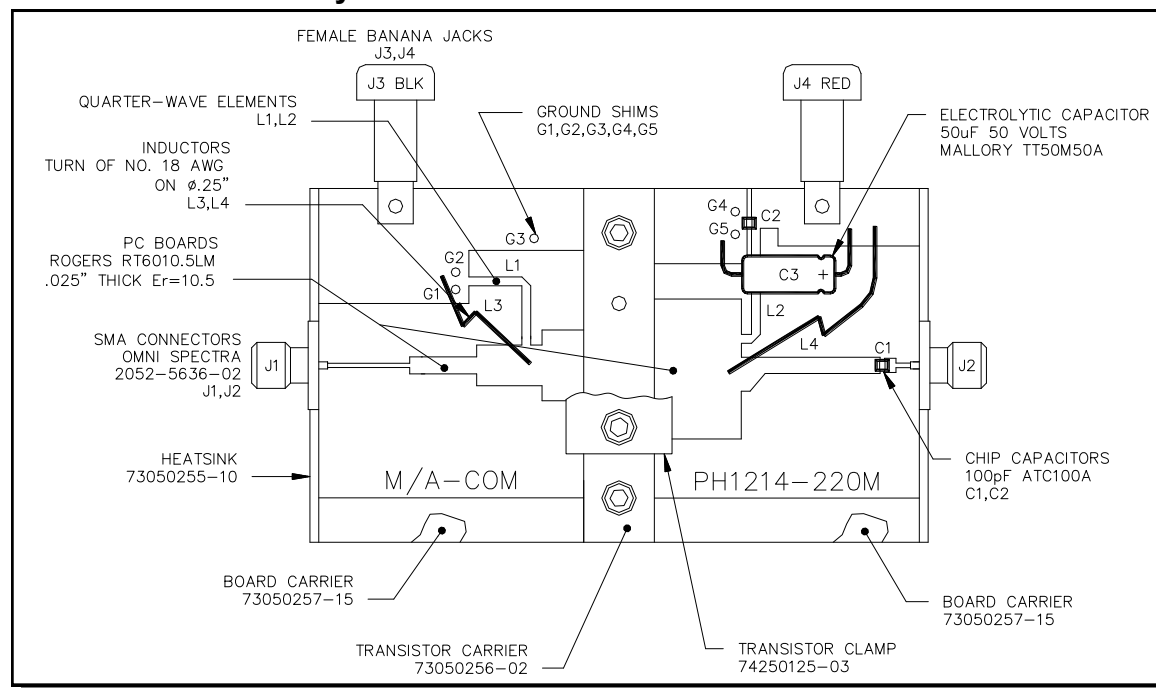 FEMALE BANANA JACKS
J3,J4
J3 BLK
J4 RED
QUARTER-WAVE ELEMENTS
L1,L2
GROUND SHIMS
G1,G2,G3,G4,G5
ELECTROLYTIC CAPACITOR
50uF 50 VOLTS
MALLORY TT50M50A
INDUCTORS
TURN OF NO. 18 AWG
ON ø.25"
L3,L4
PC BOARDS
ROGERS RT6010.5LM
.025" THICK Er=10.5
G4
C2
G5
G3
G2
L1
G1
L3
C3 +
L2
L4
C1
SMA CONNECTORS
OMNI SPECTRA
2052-5636-02
J1,J2
J1
J2
HEATSINK
73050255-10
M/A-COM
PH1214-220M
CHIP CAPACITORS
100pF ATC100A
C1,C2
BOARD CARRIER
73050257-15
BOARD CARRIER
73050257-15
TRANSISTOR CARRIER
73050256-02
TRANSISTOR CLAMP
74250125-03